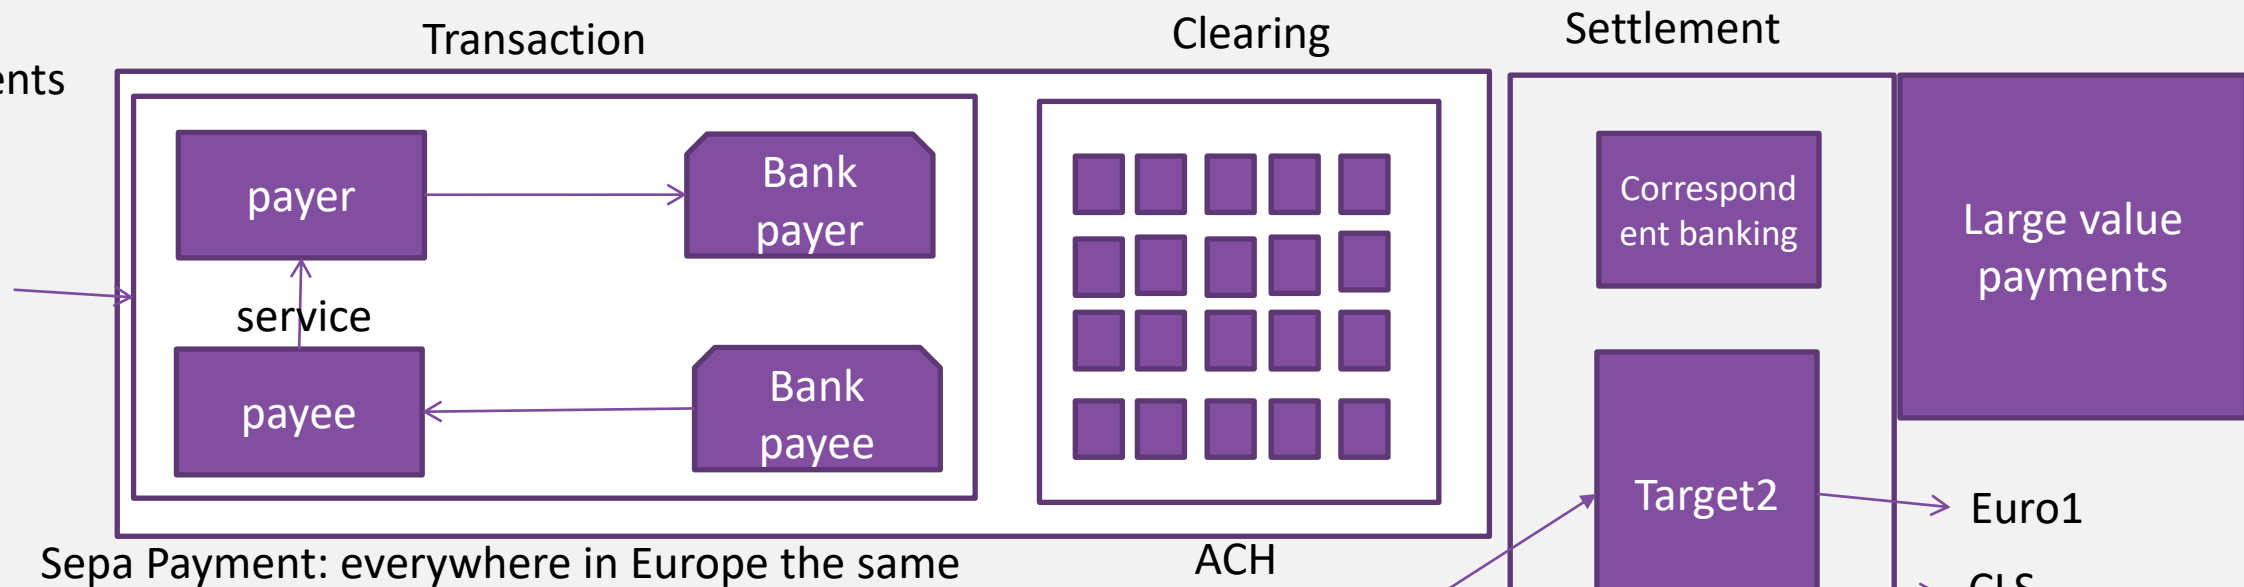 Transaction
Clearing
Settlement
payer
Bank
payer
service
payee
Bank
payee
Correspond
ent banking
Large value
payments
Target2
Euro1
Sepa Payment: everywhere in Europe the same
ACH
CLS